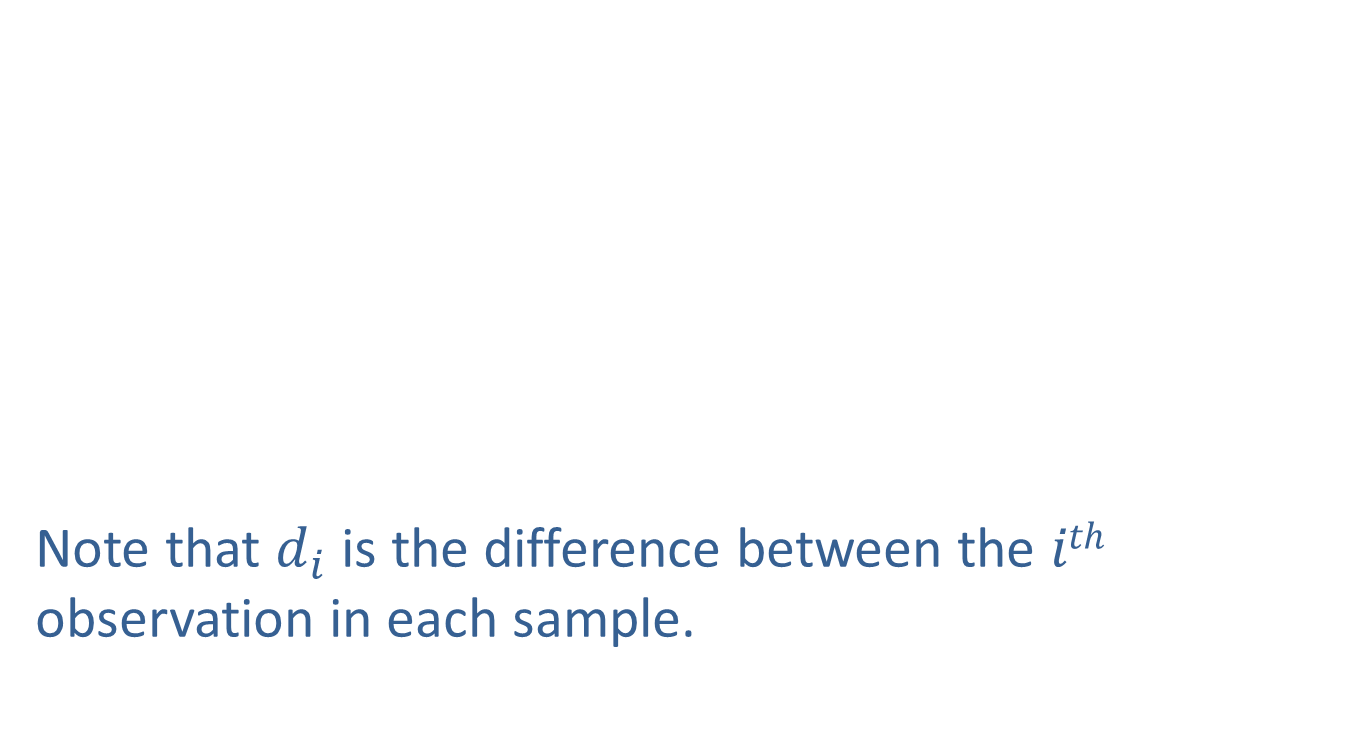 Note that $d_i$ is the difference between the $i^{th}$
observation in each sample.